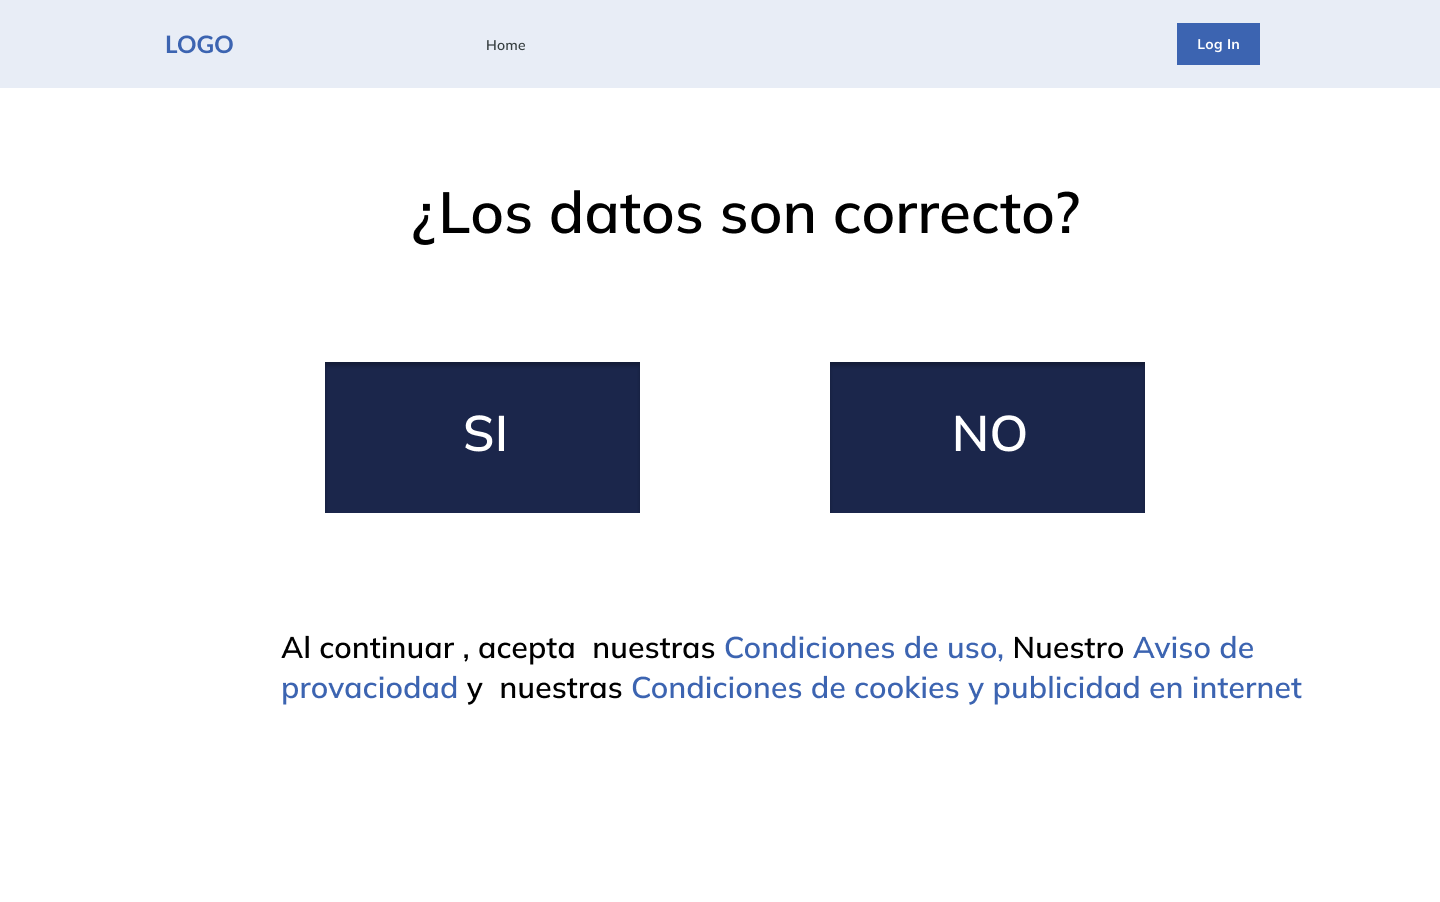 LOGO Home Log In
¿Los datos son correcto?
SI NO
Al continuar , acepta  nuestras Condiciones de uso, Nuestro Aviso de
provaciodad y  nuestras Condiciones de cookies y publicidad en internet